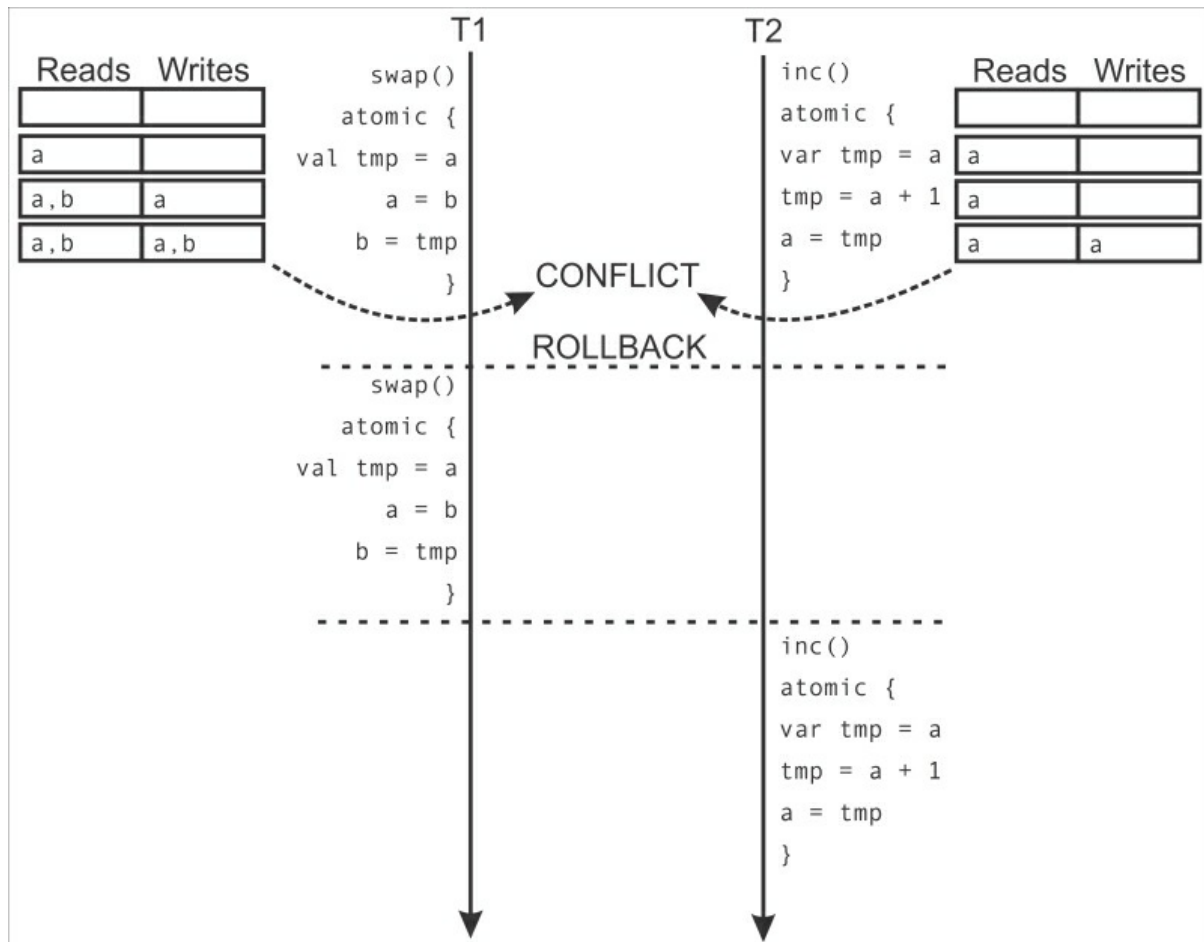 T1
T2
Reads Writes
a
a,b a
a,b a,b
swap()
atomic {
val tmp = a
a = b
b = tmp
}
inc()
atomic {
var tmp = a
tmp = a + 1
a = tmp
}
Reads Writes
a
a
a a
CONFLICT
ROLLBACK
swap()
atomic {
val tmp = a
a = b
b = tmp
}
inc()
atomic {
var tmp = a
tmp = a + 1
a = tmp
}